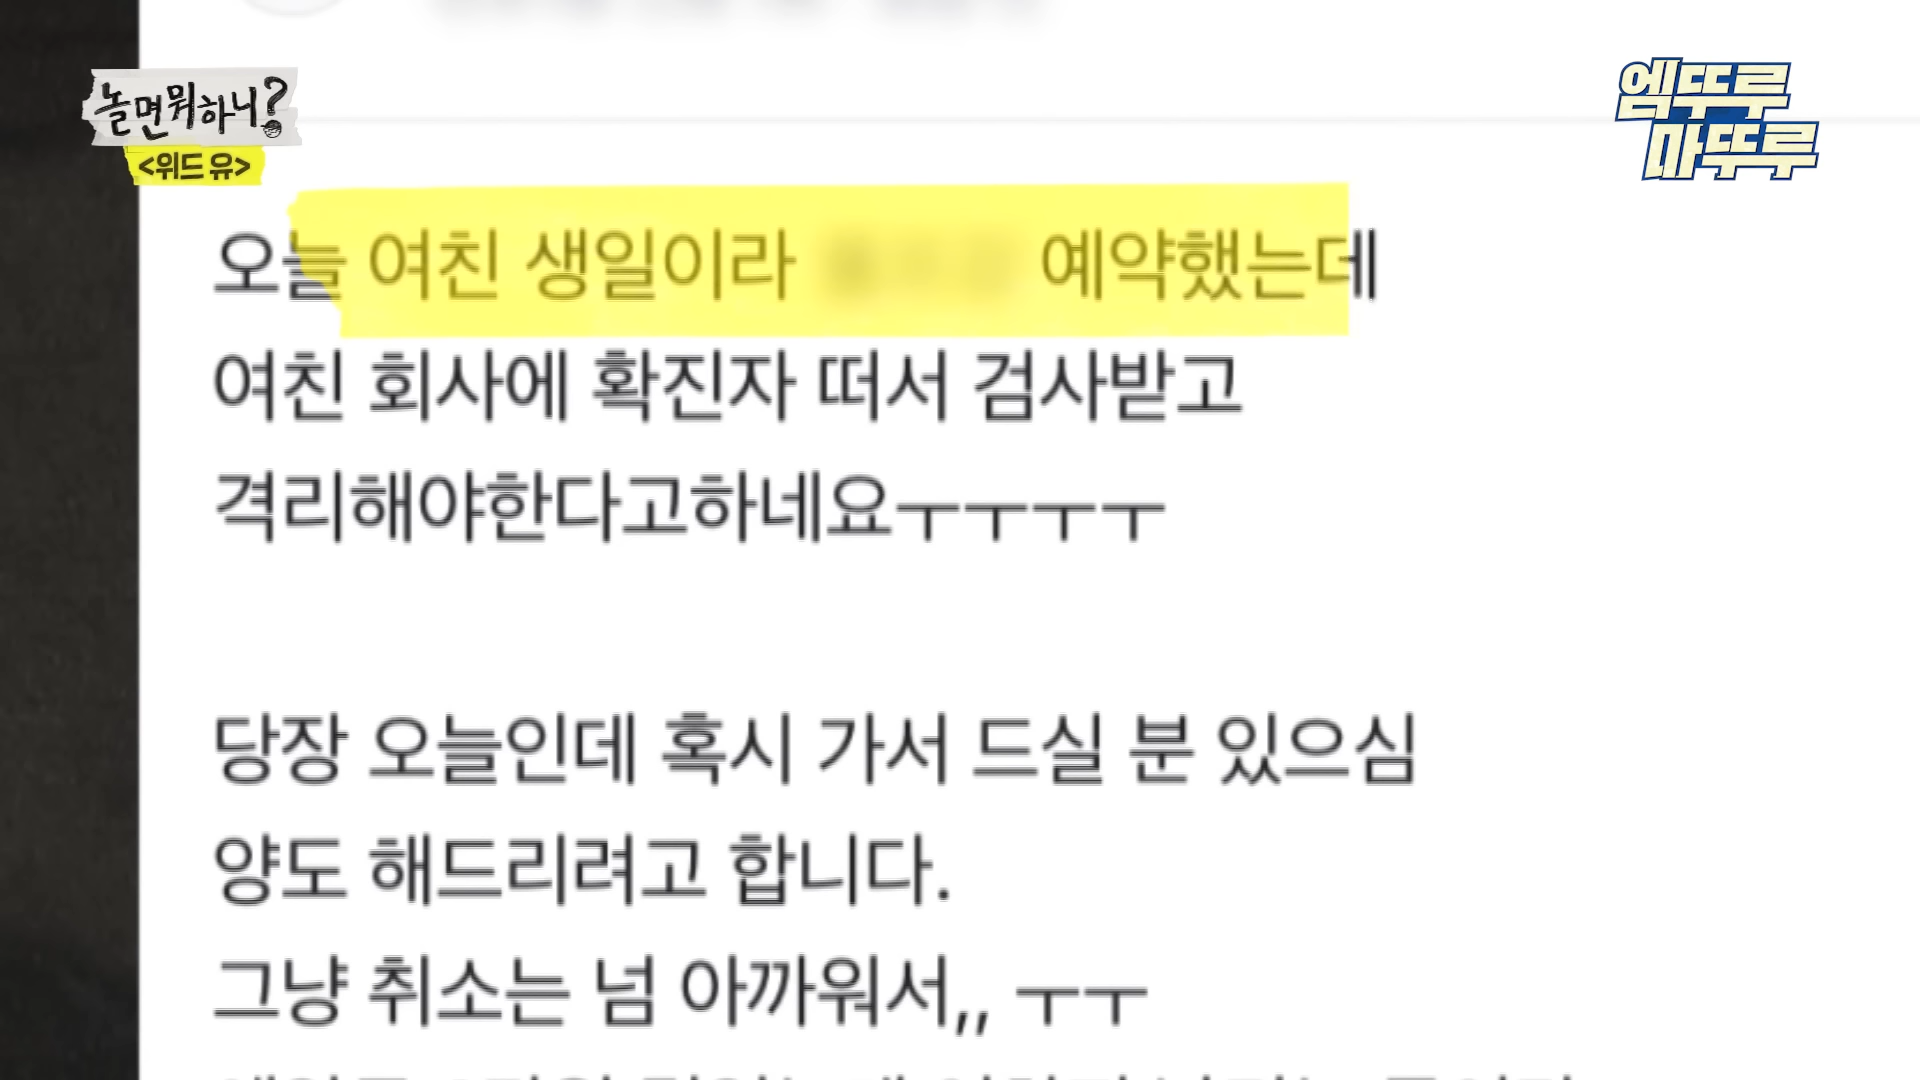 놀면뭐하니?
<위드 유>
엠뚜루
마뚜루
오늘 여친 생일이라 예약했는데
여친 회사에 확진자 떠서 검사받고
격리해야한다고하네요ㅜㅜㅜㅜ
당장 오늘인데 혹시 가서 드실 분 있으심
양도 해드리려고 합니다.
그냥 취소는 넘 아까워서,, ㅜㅜ